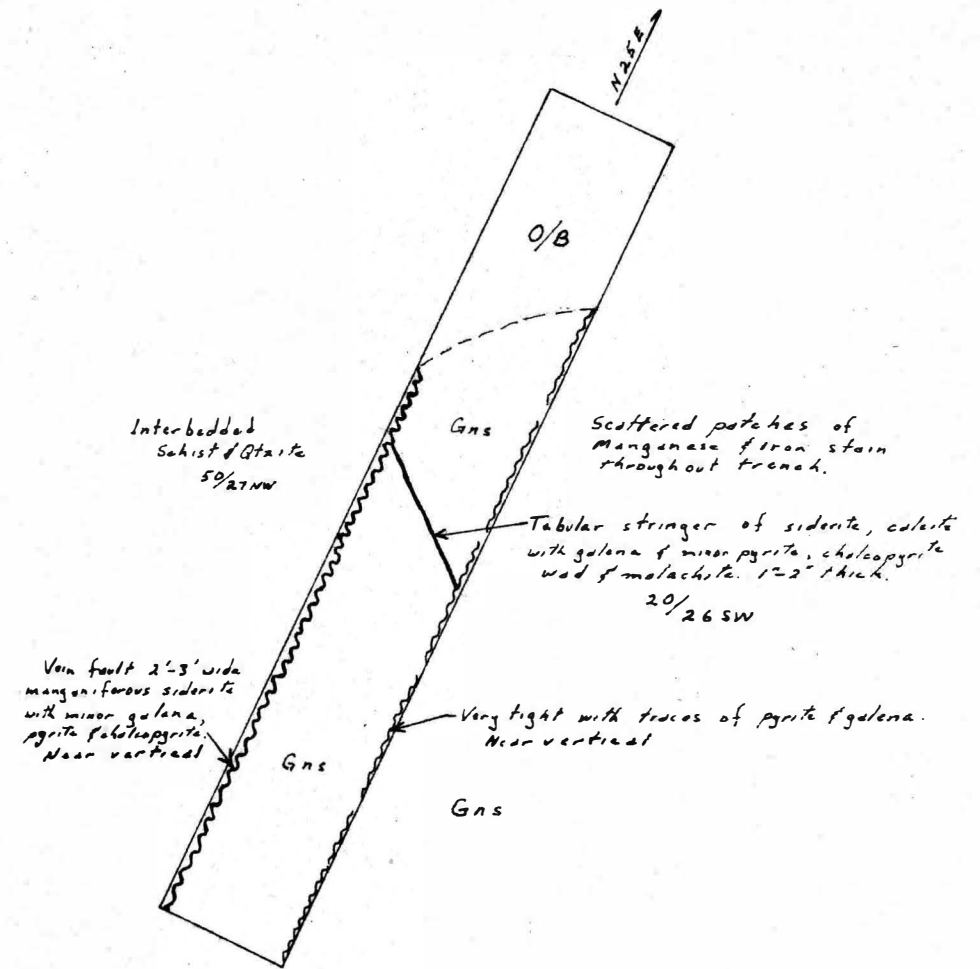 N25E
O/B
Gns
Interbedded
Schist & Qtzite
50/27NW
Scattered patches of
Manganese & iron stain
throughout trench.
Tabular stringer of siderite, calcite
with galena & minor pyrite, chalcopyrite
wad & malachite. 1"-2" thick.
20/26 SW
Vein fault 2'-3' wide
manganiferous siderite
with minor galena,
pyrite & chalcopyrite.
Near vertical
Very tight with traces of pyrite & galena.
Near vertical
Gns
Gns